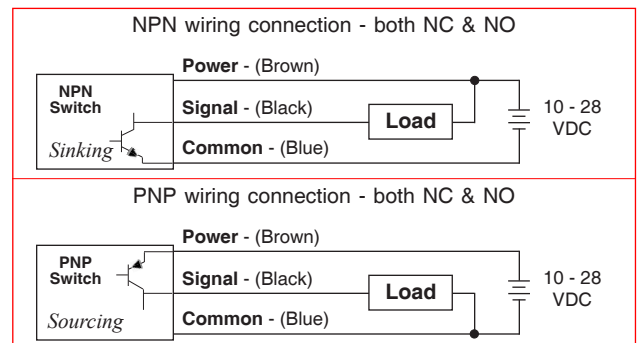 NPN wiring connection - both NC & NO
Power - (Brown)
NPN
Switch
Signal - (Black)
Load
10 - 28
VDC
Sinking
Common - (Blue)
PNP wiring connection - both NC & NO
Power - (Brown)
PNP
Switch
Signal - (Black)
Load
10 - 28
VDC
Sourcing
Common - (Blue)